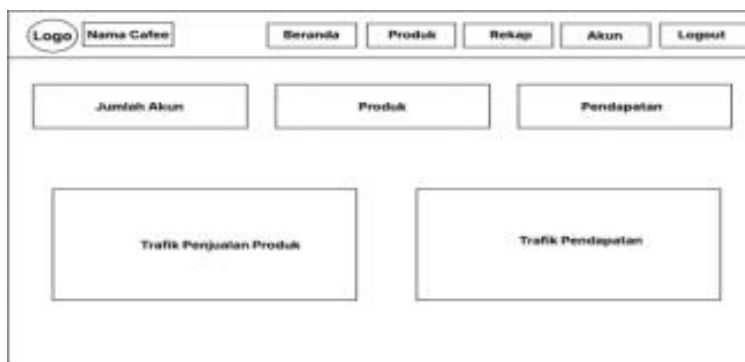 Logo
Nama Cafee
Beranda
Produk
Rekap
Akun
Logout
Jumlah Akun
Produk
Pendapatan
Trafik Penjualan Produk
Trafik Pendapatan